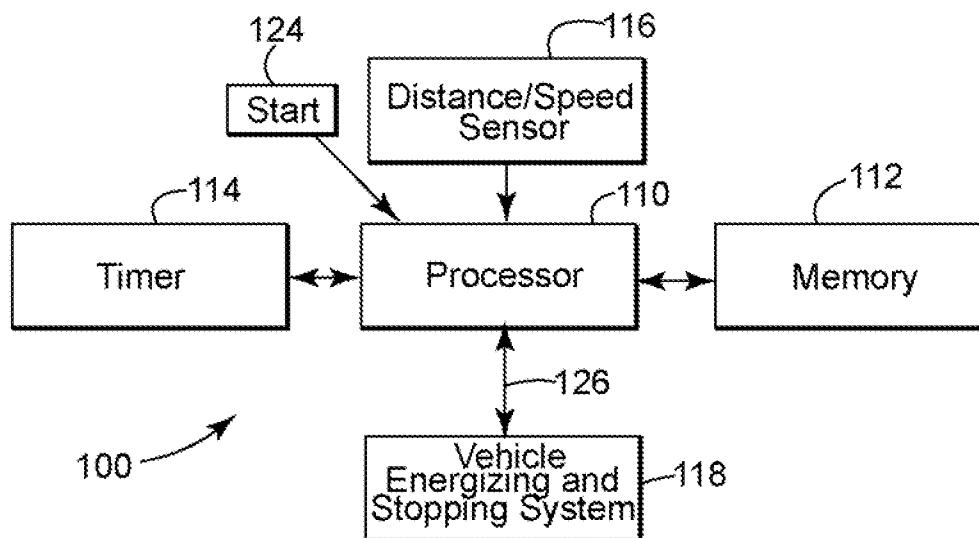 124
116
Start
Distance/Speed
Sensor
114
110
112
Timer
Processor
Memory
126
100
Vehicle
Energizing and
Stopping System
118